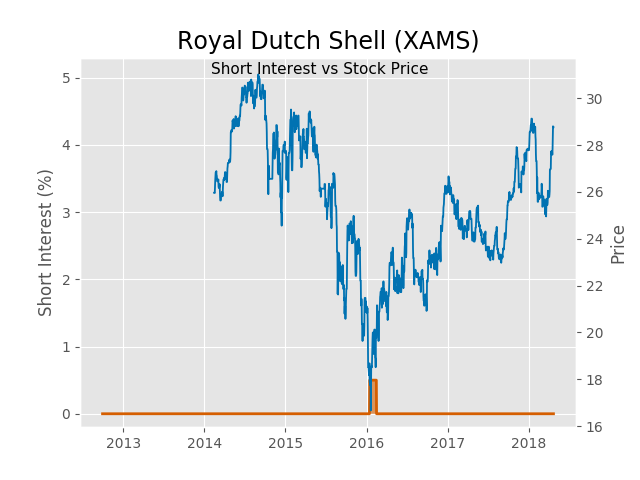 Royal Dutch Shell (XAMS)
Short Interest vs Stock Price
5
4
3
2
1
0
Short Interest (%)
30
28
26
24
22
20
18
16
Price
2013 2014 2015 2016 2017 2018